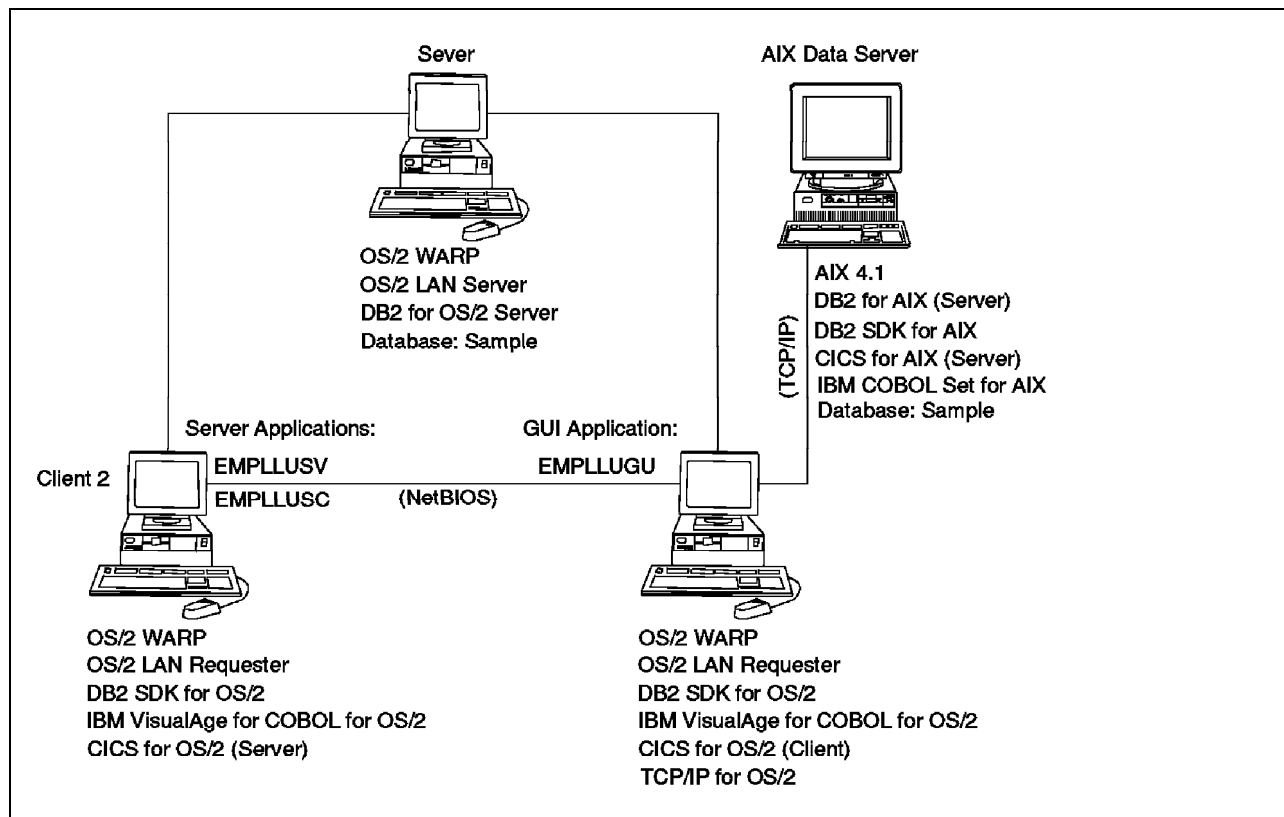 Sever
OS/2 WARP
OS/2 LAN Server
DB2 for OS/2 Server
Database: Sample
AIX Data Server
(TCP/IP)
AIX 4.1
DB2 for AIX (Server)
DB2 SDK for AIX
CICS for AIX (Server)
IBM COBOL Set for AIX
Database: Sample
Server Applications:
GUI Application:
Client 2
EMPLLUSV
EMPLLUGU
EMPLLUSC
(NetBIOS)
OS/2 WARP
OS/2 LAN Requester
DB2 SDK for OS/2
IBM VisualAge for COBOL for OS/2
CICS for OS/2 (Server)
OS/2 WARP
OS/2 LAN Requester
DB2 SDK for OS/2
IBM VisualAge for COBOL for OS/2
CICS for OS/2 (Client)
TCP/IP for OS/2